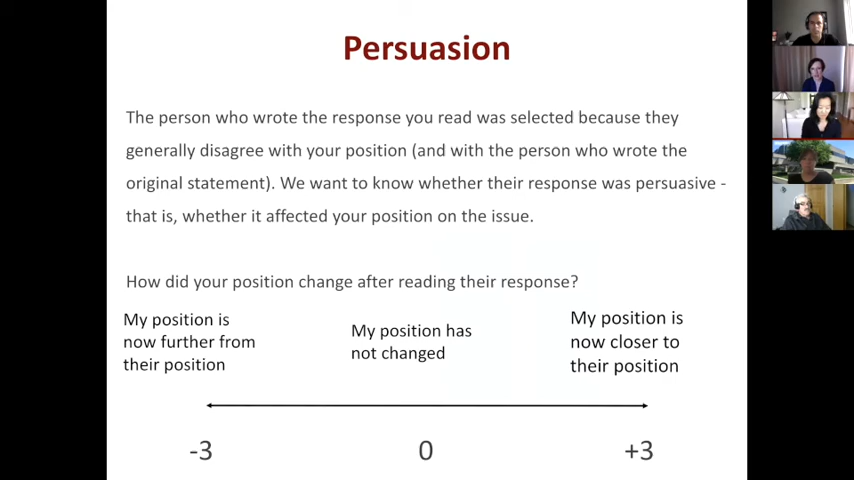 Persuasion
The person who wrote the response you read was selected because they
generally disagree with your position (and with the person who wrote the
original statement). We want to know whether their response was persuasive -
that is, whether it affected your position on the issue.
How did your position change after reading their response?
My position is
now further from
their position
My position has
not changed
My position is
now closer to
their position
-3
0
+3